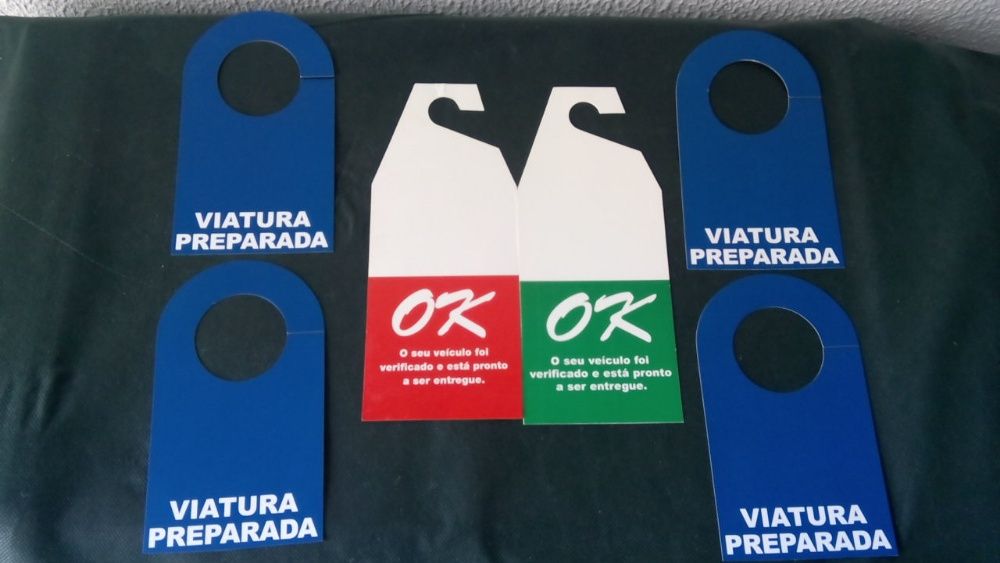 VIATURA
PREPARADA
OK
O seu veículo foi
verificado e está pronto
a ser entregue.
OK
O seu veículo foi
verificado e está pronto
a ser entregue.
VIATURA
PREPARADA
VIATURA
PREPARADA
VIATURA
PREPARADA